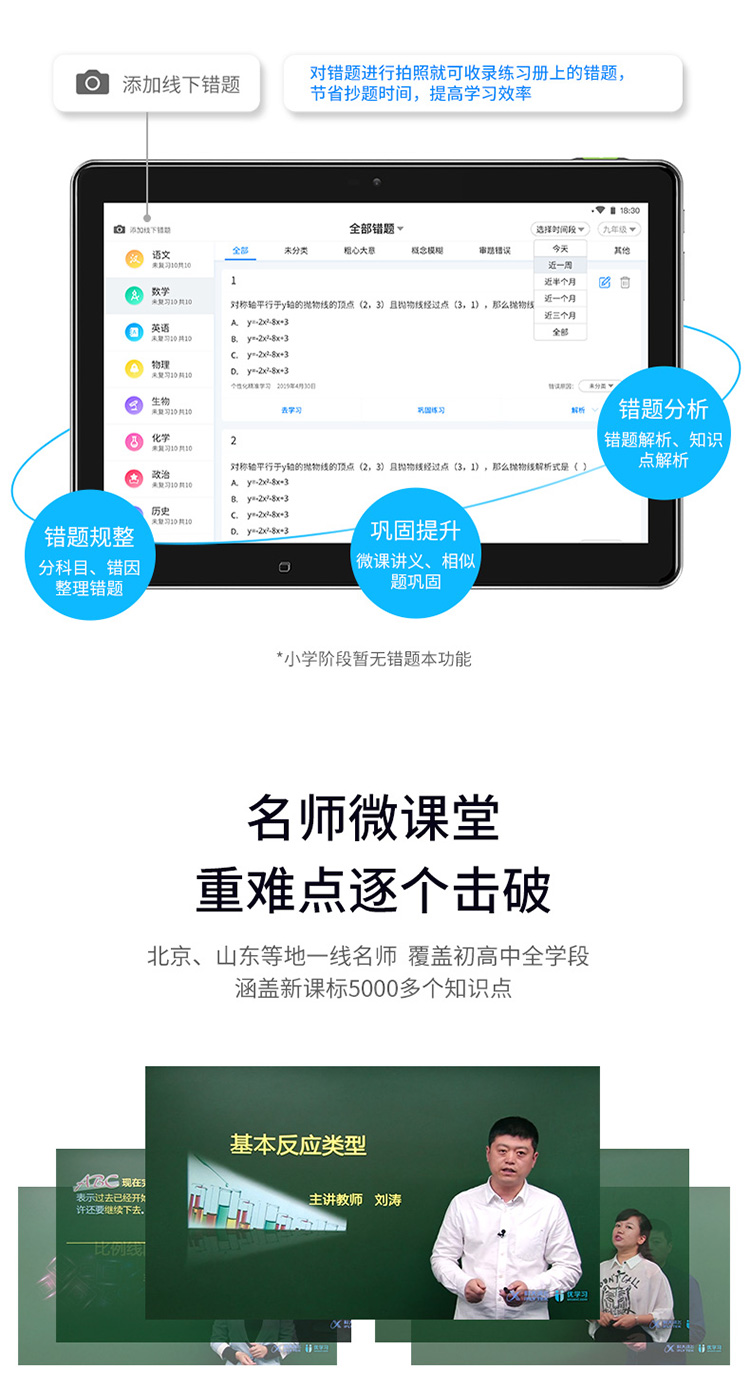 添加线下错题
对错题进行拍照就可收录练习册上的错题，
节省抄题时间，提高学习效率
18:30
添加线下错题
全部错题
选择时间段
九年级
语文
未复习10 共10
数学
未复习10 共10
英语
未复习10 共10
物理
未复习10 共10
生物
未复习10 共10
化学
未复习10 共10
政治
未复习10 共10
历史
未复习10 共10
全部
未分类
粗心大意
概念模糊
审题错误
其他
今天
近一周
近半个月
近一个月
近三个月
全部
1
对称轴平行于y轴的抛物线的顶点（2，3）且抛物线经过点（3，1），那么抛物线
A. y=-2x²-8x+3
B. y=-2x²-8x+3
C. y=-2x²-8x+3
D. y=-2x²-8x+3
个性化精准学习 2019年4月30日
错误原因：
未分类
去学习
巩固练习
解析
2
对称轴平行于y轴的抛物线的顶点（2，3）且抛物线经过点（3，1），那么抛物线解析式是（ ）
A. y=-2x²-8x+3
B. y=-2x²-8x+3
C. y=-2x²-8x+3
D. y=-2x²-8x+3
错题分析
错题解析、知识
点解析
错题规整
分科目、错因
整理错题
巩固提升
微课讲义、相似
题巩固
*小学阶段暂无错题本功能
名师微课堂
重难点逐个击破
北京、山东等地一线名师 覆盖初高中全学段
涵盖新课标5000多个知识点
基本反应类型
主讲教师 刘涛
ABC 现在完
表示过去已经开始
许还要继续下去.
比例线
优学习
优学习
优学习